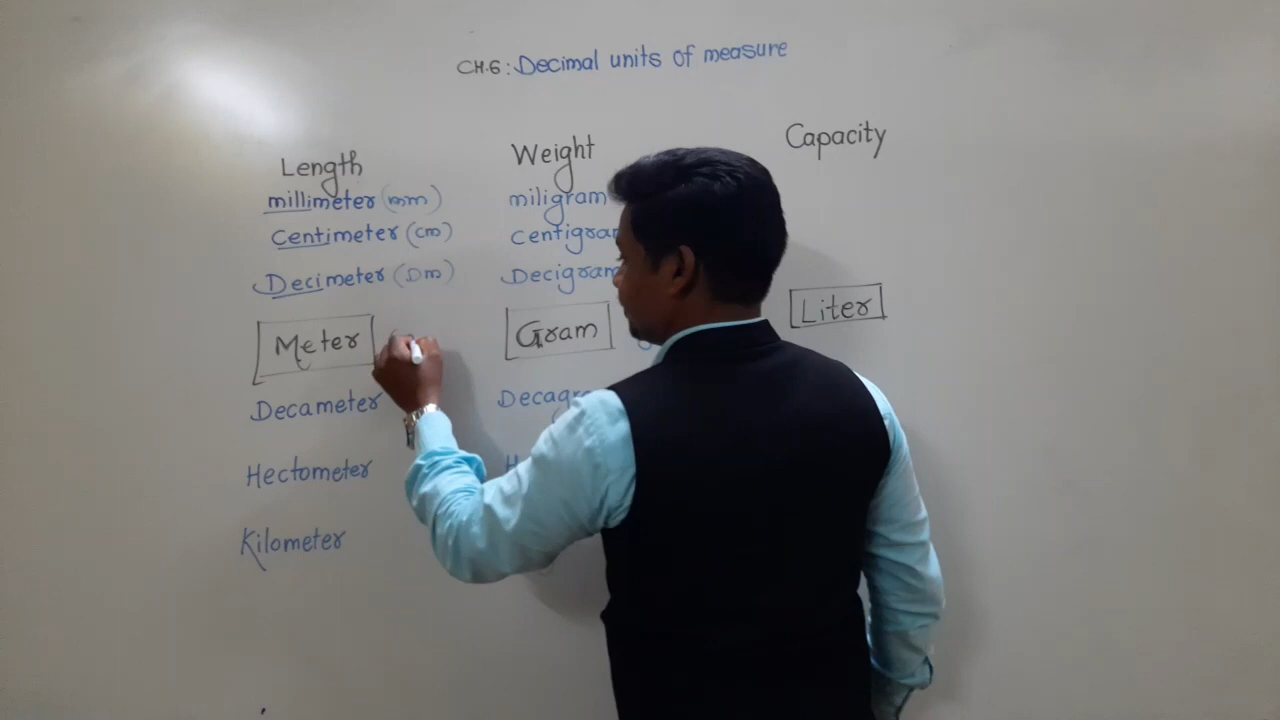 CH.6: Decimal units of measure
Length Weight Capacity
millimeter (mm) miligram
Centimeter (cm)
Decimeter (Dm) Decigram
Meter Gram Liter
Decameter
Hectometer
Kilometer